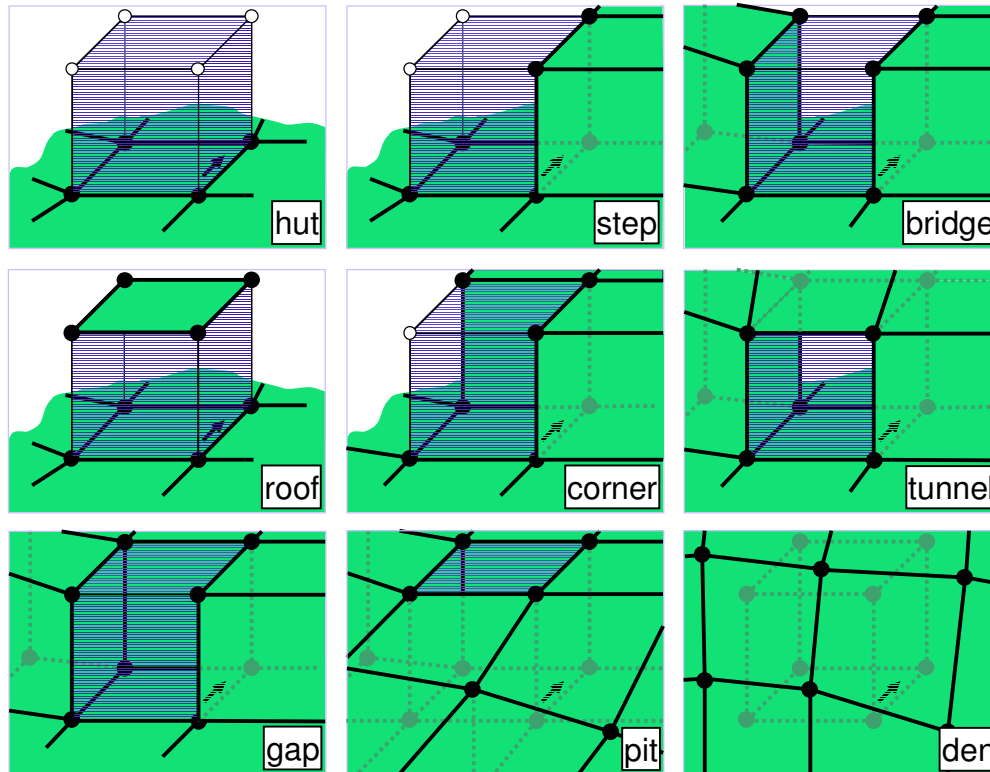 hut
step
bridge
roof
corner
tunnel
gap
pit
den